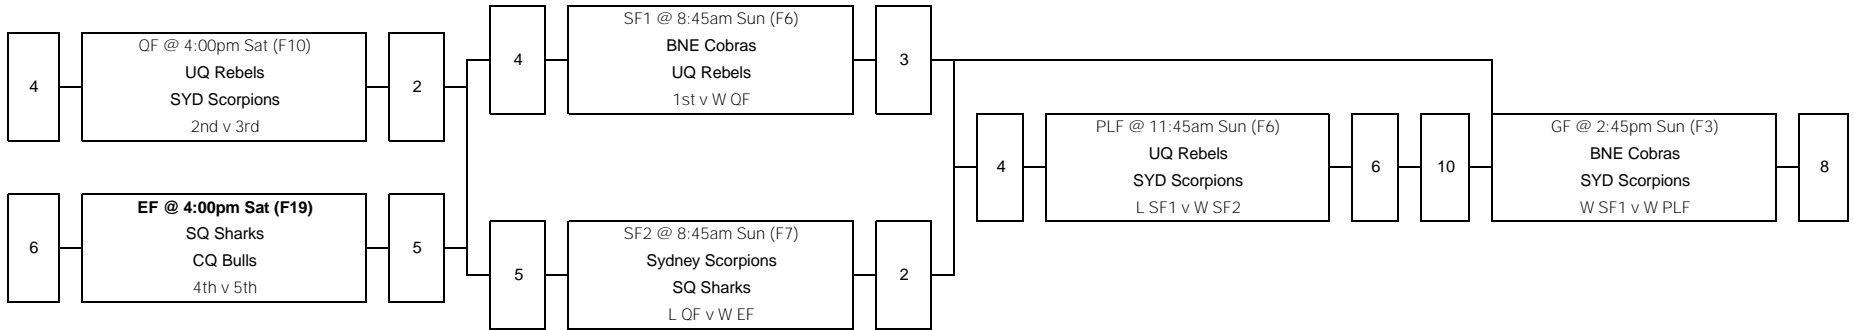 4
QF @ 4:00pm Sat (F10)
UQ Rebels
SYD Scorpions
2nd v 3rd
2
6
EF @ 4:00pm Sat (F19)
SQ Sharks
CQ Bulls
4th v 5th
5
4
SF1 @ 8:45am Sun (F6)
BNE Cobras
UQ Rebels
1st v W QF
3
5
SF2 @ 8:45am Sun (F7)
Sydney Scorpions
SQ Sharks
L QF v W EF
2
4
PLF @ 11:45am Sun (F6)
UQ Rebels
SYD Scorpions
L SF1 v W SF2
6
10
GF @ 2:45pm Sun (F3)
BNE Cobras
SYD Scorpions
W SF1 v W PLF
8